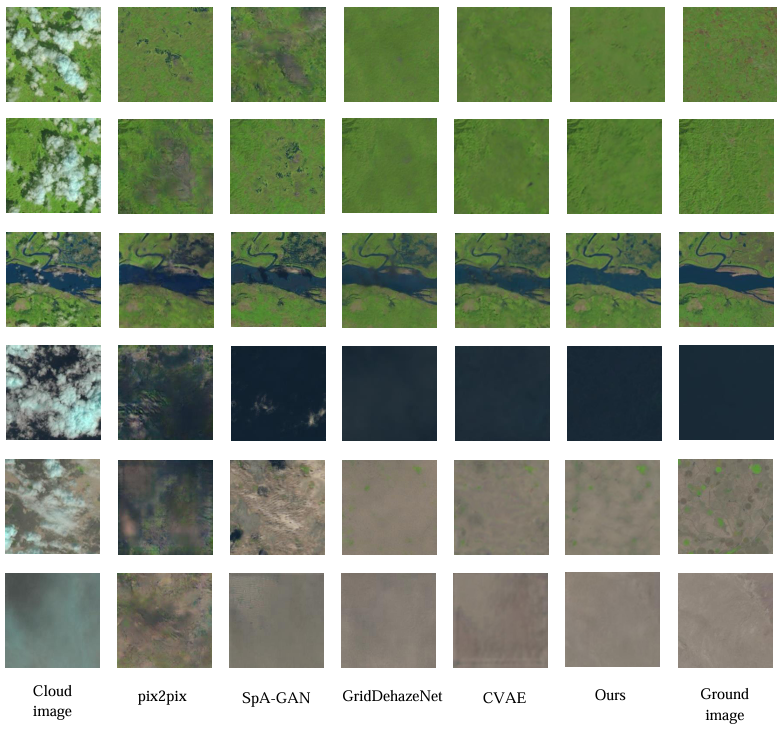 Cloud
image
pix2pix
SpA-GAN
GridDehazeNet
CVAE
Ours
Ground
image